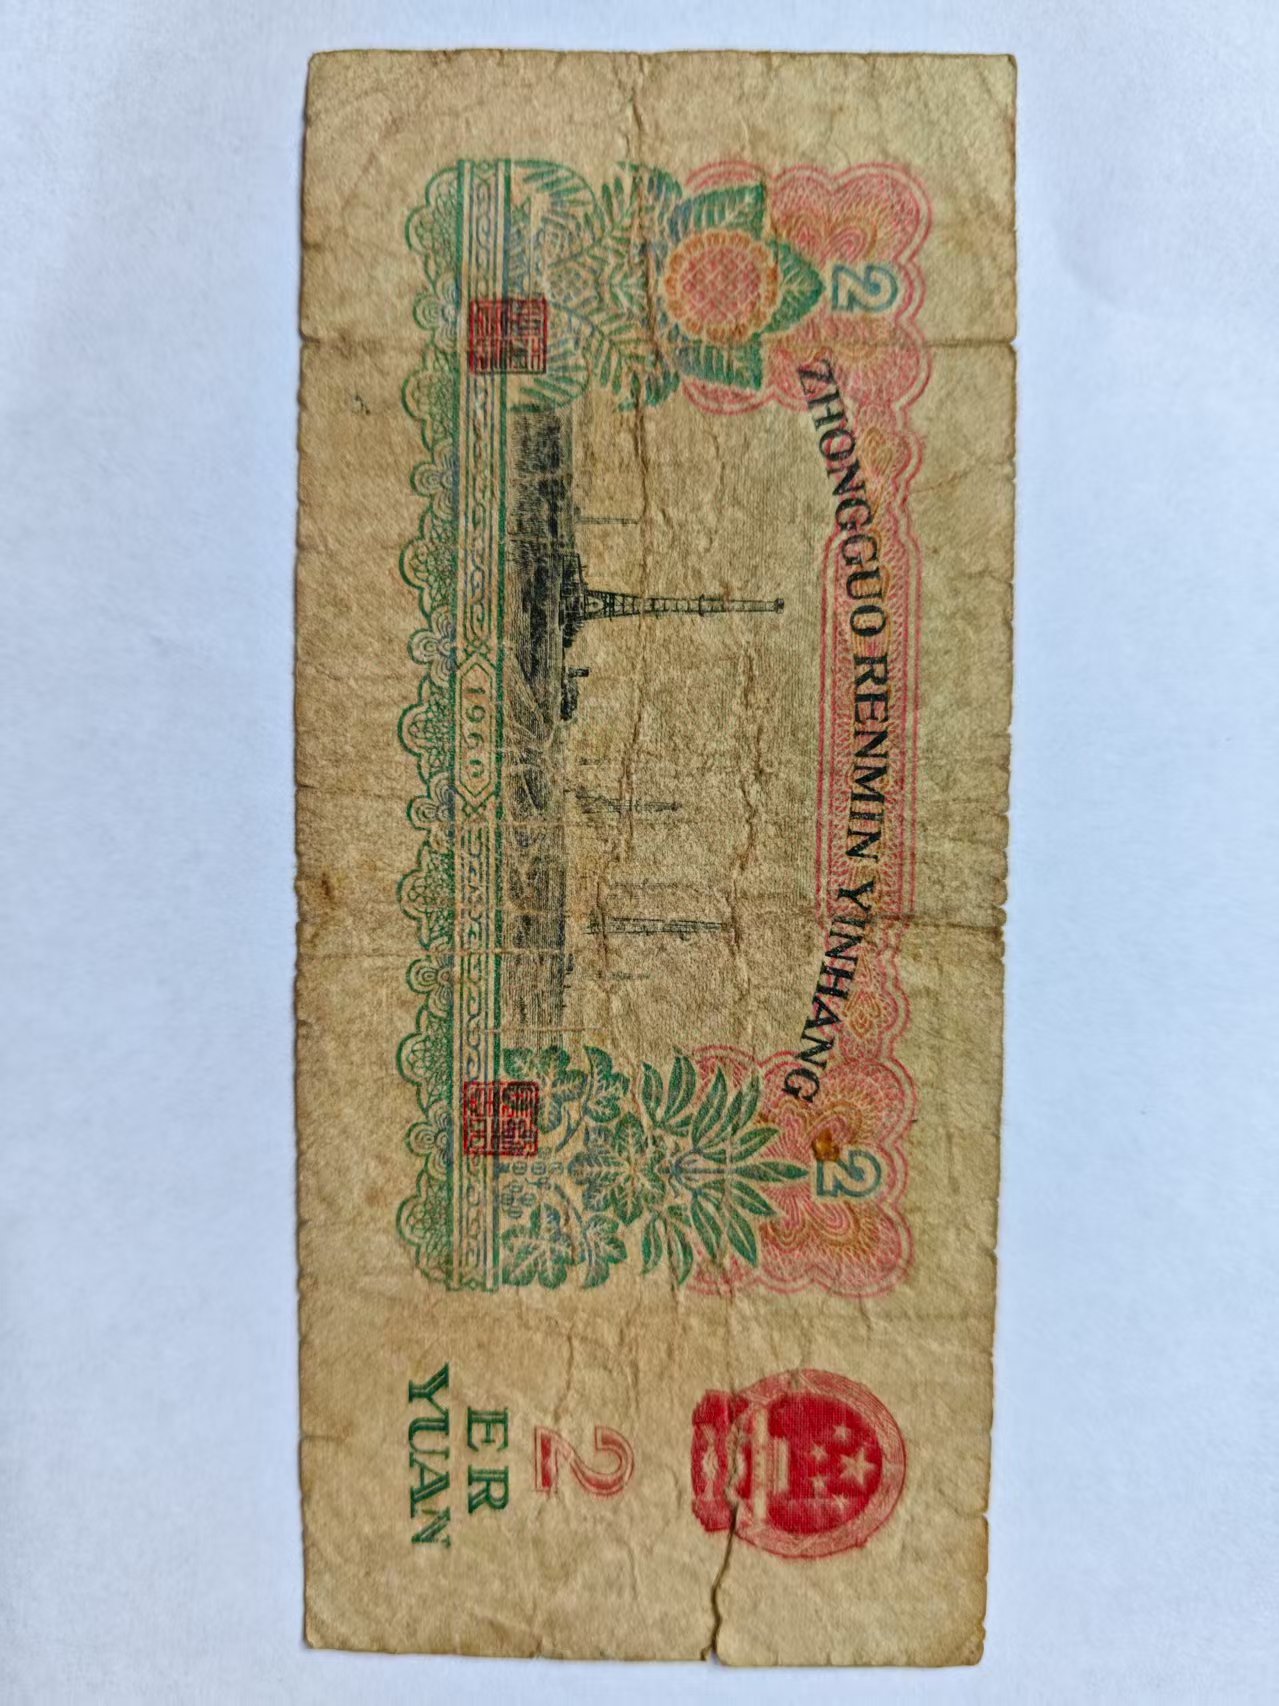 ZHONGGUO RENMIN YINHANG
2
2
1960
2
ER
YUAN